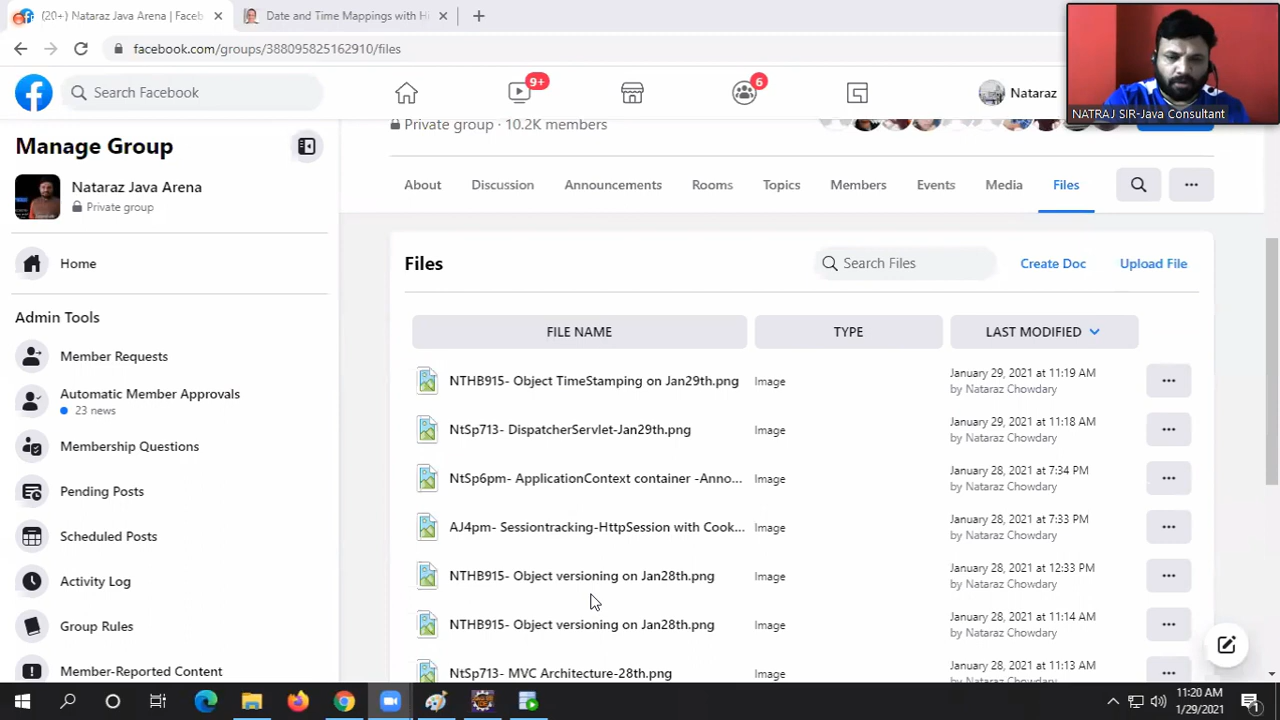 (20+) Nataraz Java Arena | Faceb
Date and Time Mappings with Hi
facebook.com/groups/388095825162910/files
Search Facebook
9+
6
Nataraz
NATRAJ SIR-Java Consultant
Manage Group
Nataraz Java Arena
Private group
Home
Admin Tools
Member Requests
Automatic Member Approvals
23 news
Membership Questions
Pending Posts
Scheduled Posts
Activity Log
Group Rules
Member-Reported Content
Private group · 10.2K members
About
Discussion
Announcements
Rooms
Topics
Members
Events
Media
Files
Files
Search Files
Create Doc
Upload File
FILE NAME
TYPE
LAST MODIFIED
NTHB915- Object TimeStamping on Jan29th.png
Image
January 29, 2021 at 11:19 AM
by Nataraz Chowdary
NtSp713- DispatcherServlet-Jan29th.png
Image
January 29, 2021 at 11:18 AM
by Nataraz Chowdary
NtSp6pm- ApplicationContext container -Anno...
Image
January 28, 2021 at 7:34 PM
by Nataraz Chowdary
AJ4pm- Sessiontracking-HttpSession with Cook...
Image
January 28, 2021 at 7:33 PM
by Nataraz Chowdary
NTHB915- Object versioning on Jan28th.png
Image
January 28, 2021 at 12:33 PM
by Nataraz Chowdary
NTHB915- Object versioning on Jan28th.png
Image
January 28, 2021 at 11:14 AM
by Nataraz Chowdary
NtSp713- MVC Architecture-28th.png
Image
January 28, 2021 at 11:13 AM
11:20 AM
1/29/2021
1